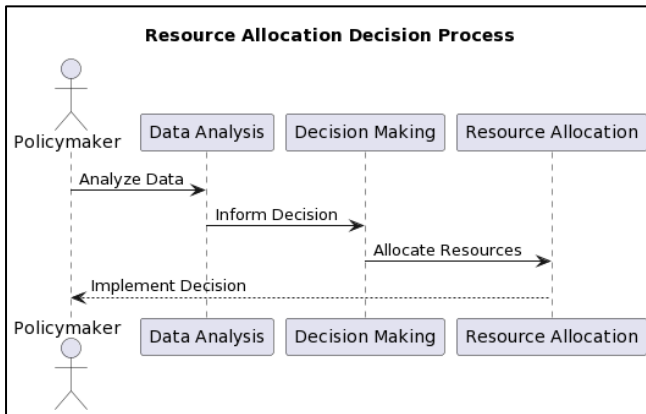 Resource Allocation Decision Process
Policymaker
Data Analysis
Decision Making
Resource Allocation
Analyze Data
Inform Decision
Allocate Resources
Implement Decision
Policymaker
Data Analysis
Decision Making
Resource Allocation